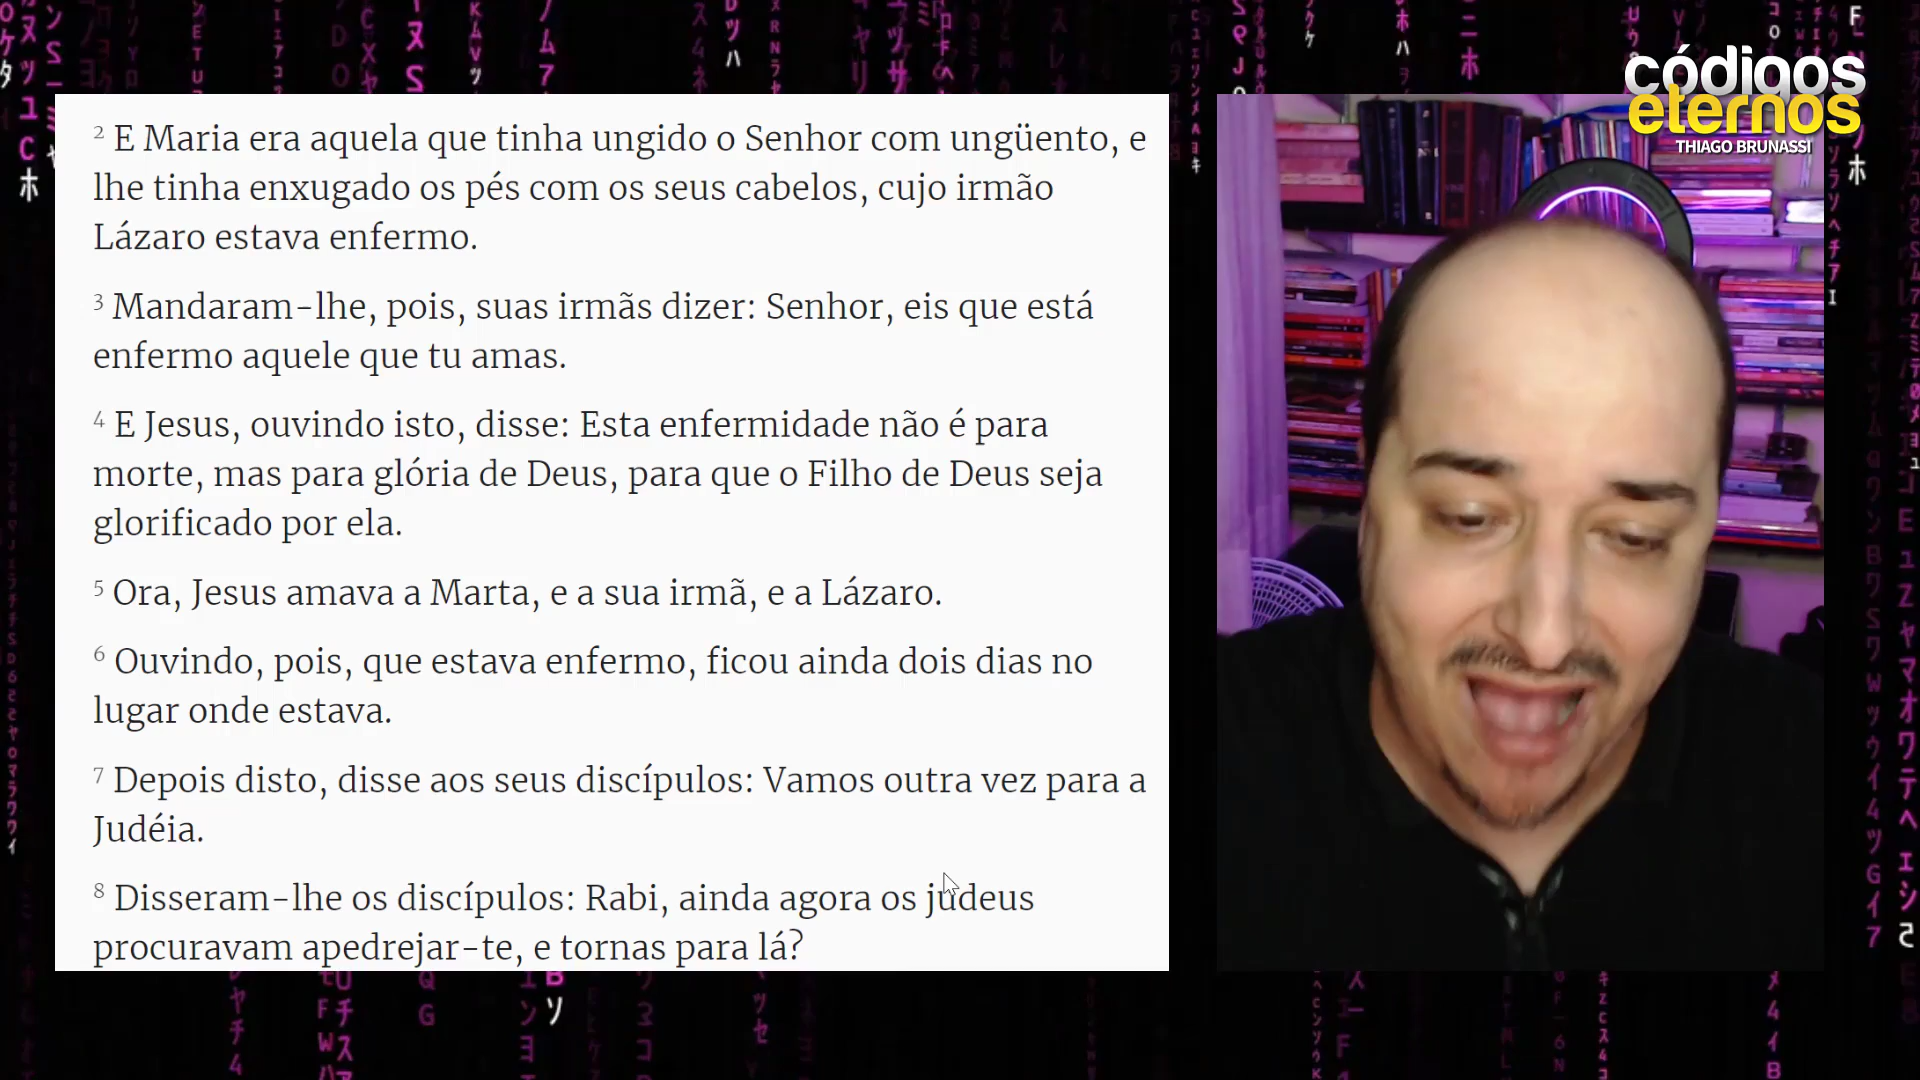 ² E Maria era aquela que tinha ungido o Senhor com ungüento, e
lhe tinha enxugado os pés com os seus cabelos, cujo irmão
Lázaro estava enfermo.
³ Mandaram-lhe, pois, suas irmãs dizer: Senhor, eis que está
enfermo aquele que tu amas.
⁴ E Jesus, ouvindo isto, disse: Esta enfermidade não é para
morte, mas para glória de Deus, para que o Filho de Deus seja
glorificado por ela.
⁵ Ora, Jesus amava a Marta, e a sua irmã, e a Lázaro.
⁶ Ouvindo, pois, que estava enfermo, ficou ainda dois dias no
lugar onde estava.
⁷ Depois disto, disse aos seus discípulos: Vamos outra vez para a
Judéia.
⁸ Disseram-lhe os discípulos: Rabi, ainda agora os judeus
procuravam apedrejar-te, e tornas para lá?
códigos
eternos
THIAGO BRUNASSI